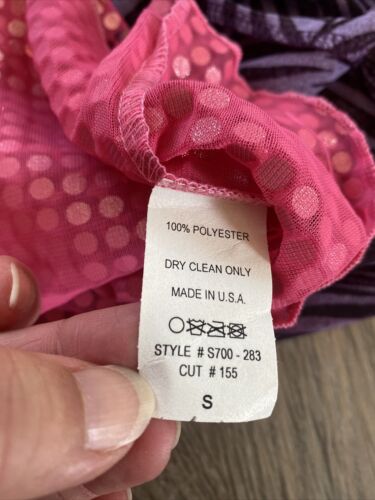 100% POLYESTER
DRY CLEAN ONLY
MADE IN U.S.A.
STYLE # S700 - 283
CUT # 155
S